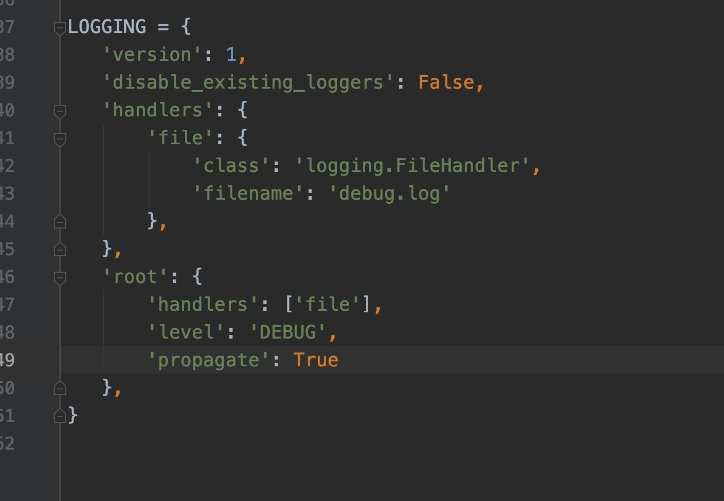 37 LOGGING = {
38 'version': 1,
39 'disable_existing_loggers': False,
40 'handlers': {
41 'file': {
42 'class': 'logging.FileHandler',
43 'filename': 'debug.log'
44 },
45 },
46 'root': {
47 'handlers': ['file'],
48 'level': 'DEBUG',
49 'propagate': True
50 },
51 }
52